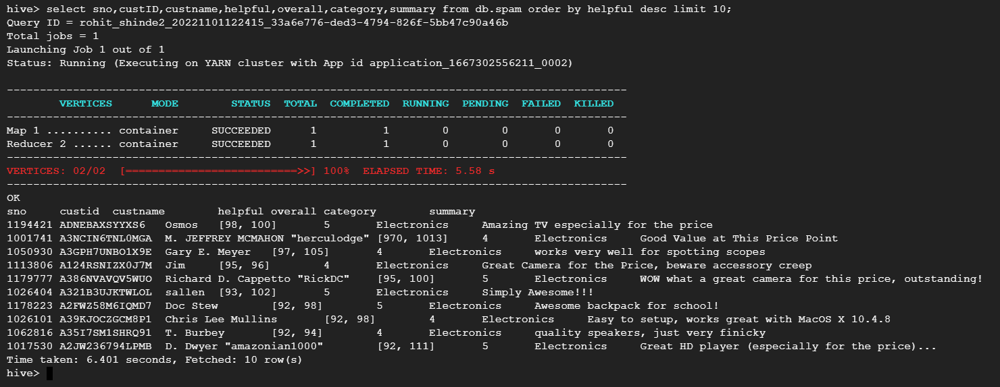 hive> select sno,custID,custname,helpful,overall,category,summary from db.spam order by helpful desc limit 10;
Query ID = rohit_shinde2_20221101122415_33a6e776-ded3-4794-826f-5bb47c90a46b
Total jobs = 1
Launching Job 1 out of 1
Status: Running (Executing on YARN cluster with App id application_1667302556211_0002)
----------------------------------------------------------------------------------------------
        VERTICES      MODE        STATUS  TOTAL  COMPLETED  RUNNING  PENDING  FAILED  KILLED
----------------------------------------------------------------------------------------------
Map 1 .......... container     SUCCEEDED      1          1        0        0       0       0
Reducer 2 ...... container     SUCCEEDED      1          1        0        0       0       0
----------------------------------------------------------------------------------------------
VERTICES: 02/02  [==========================>>] 100%  ELAPSED TIME: 5.58 s
----------------------------------------------------------------------------------------------
OK
sno     custid  custname        helpful overall category        summary
1194421 ADNEBAXSYYXS6   Osmos   [98, 100]       5       Electronics     Amazing TV especially for the price
1001741 A3NCIN6TNL0MGA  M. JEFFREY MCMAHON "herculodge" [970, 1013]     4       Electronics     Good Value at This Price Point
1050930 A3GPH7UNBO1X9E  Gary E. Meyer   [97, 105]       4       Electronics     works very well for spotting scopes
1113806 A124RSNIZX0J7M  Jim     [95, 96]        4       Electronics     Great Camera for the Price, beware accessory creep
1179777 A386NVAVQV5WUO  Richard D. Cappetto "RickDC"    [95, 100]       5       Electronics     WOW what a great camera for this price, outstanding!
1026404 A321B3UJKTWLOL  sallen  [93, 102]       5       Electronics     Simply Awesome!!!
1178223 A2FWZ58M6IQMD7  Doc Stew        [92, 98]        5       Electronics     Awesome backpack for school!
1026101 A39KJOCZGCM8P1  Chris Lee Mullins       [92, 98]        4       Electronics     Easy to setup, works great with MacOS X 10.4.8
1062816 A35I7SM1SHRQ91  T. Burbey       [92, 94]        4       Electronics     quality speakers, just very finicky
1017530 A2JW236794LPMB  D. Dwyer "amazonian1000"        [92, 111]       5       Electronics     Great HD player (especially for the price)...
Time taken: 6.401 seconds, Fetched: 10 row(s)
hive>